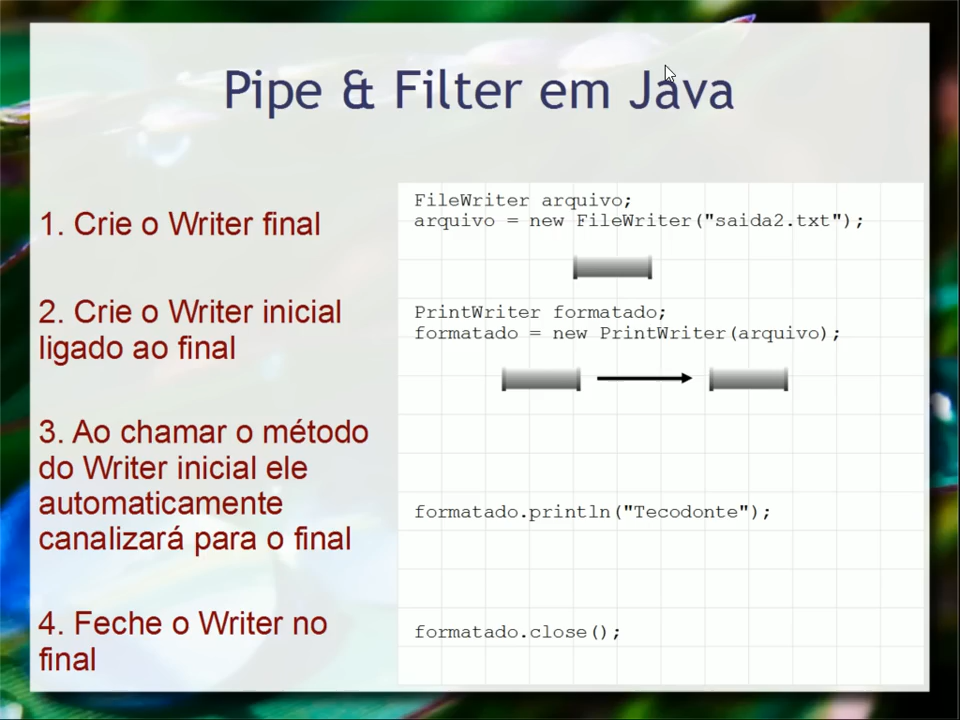 Pipe & Filter em Java
1. Crie o Writer final
2. Crie o Writer inicial
ligado ao final
3. Ao chamar o método
do Writer inicial ele
automaticamente
canalizará para o final
4. Feche o Writer no
final
FileWriter arquivo;
arquivo = new FileWriter("saida2.txt");
PrintWriter formatado;
formatado = new PrintWriter(arquivo);
formatado.println("Tecodonte");
formatado.close();